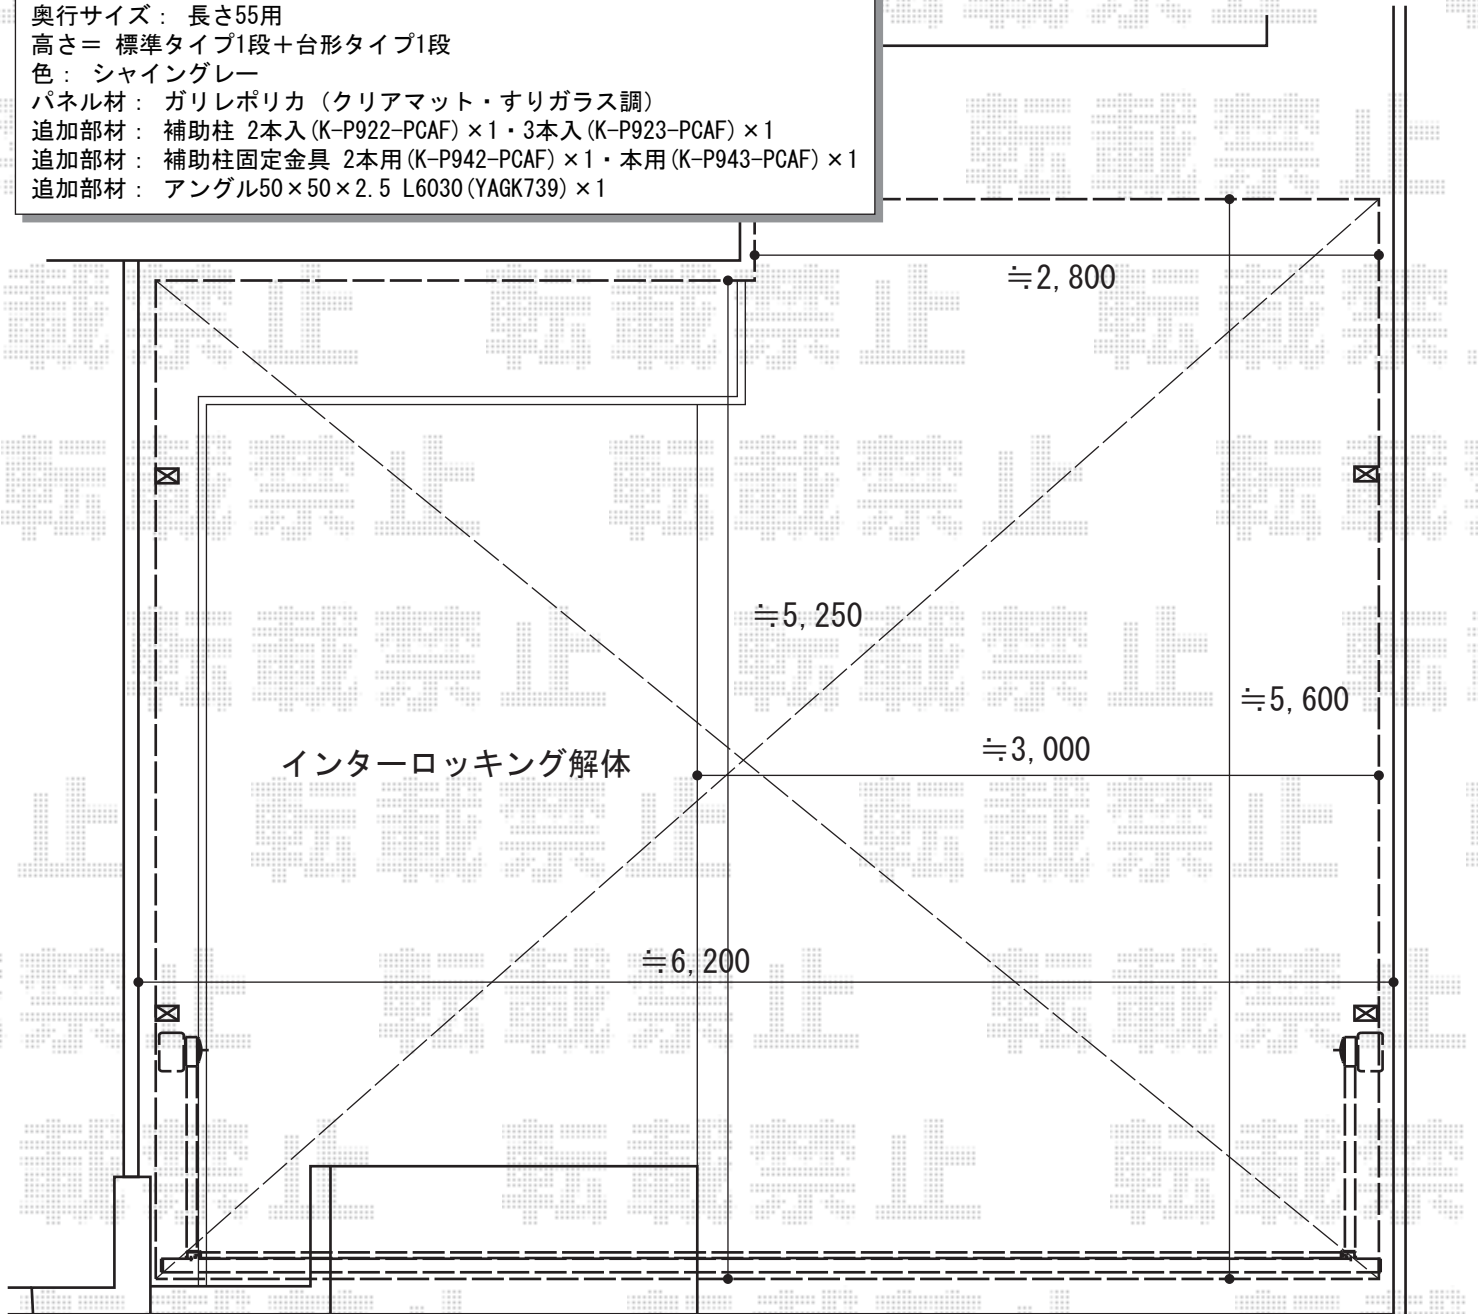 奥行サイズ： 長さ55用
高さ＝ 標準タイプ1段＋台形タイプ1段
色： シャイングレー
パネル材： ガリレポリカ（クリアマット・すりガラス調）
追加部材： 補助柱 2本入(K-P922-PCAF)×1・3本入(K-P923-PCAF)×1
追加部材： 補助柱固定金具 2本用(K-P942-PCAF)×1・本用(K-P943-PCAF)×1
追加部材： アングル50×50×2.5 L6030(YAGK739)×1
≒2,800
≒5,250
≒5,600
≒3,000
インターロッキング解体
≒6,200
転載禁止